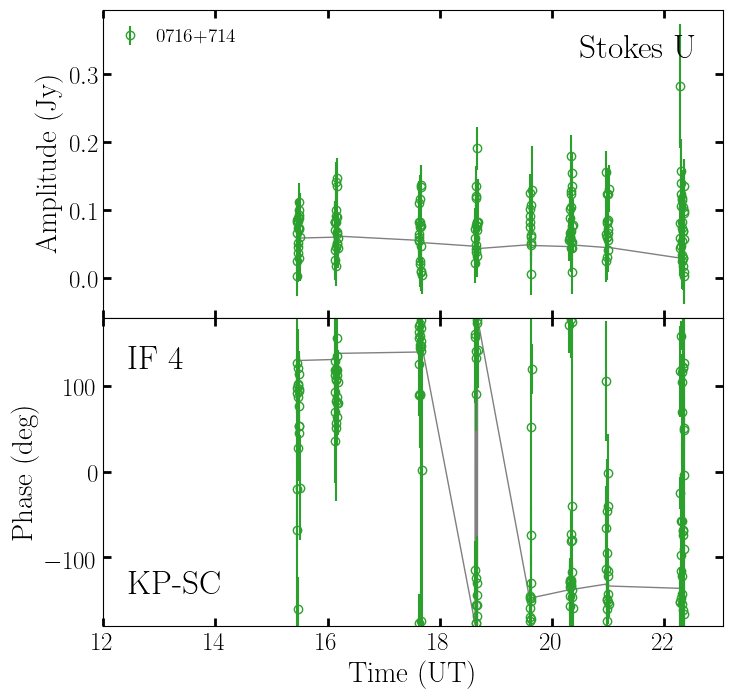 0716+714
Stokes U
Amplitude (Jy)
0.3
0.2
0.1
0.0
IF 4
KP-SC
Phase (deg)
100
0
−100
12 14 16 18 20 22
Time (UT)